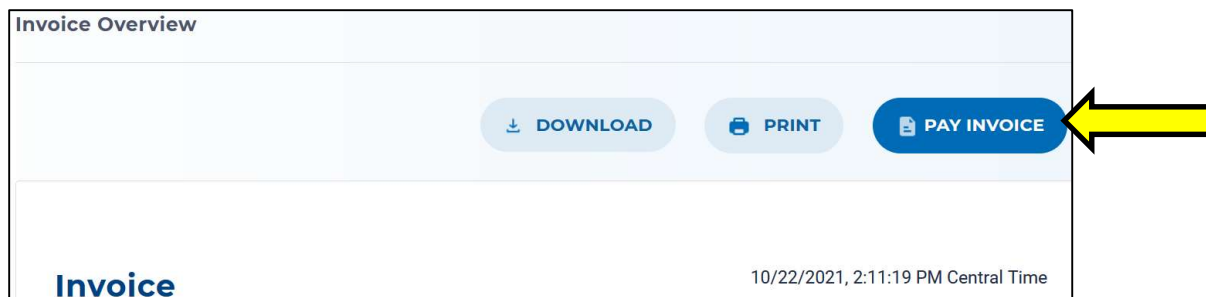 Invoice Overview
DOWNLOAD PRINT PAY INVOICE
Invoice 10/22/2021, 2:11:19 PM Central Time